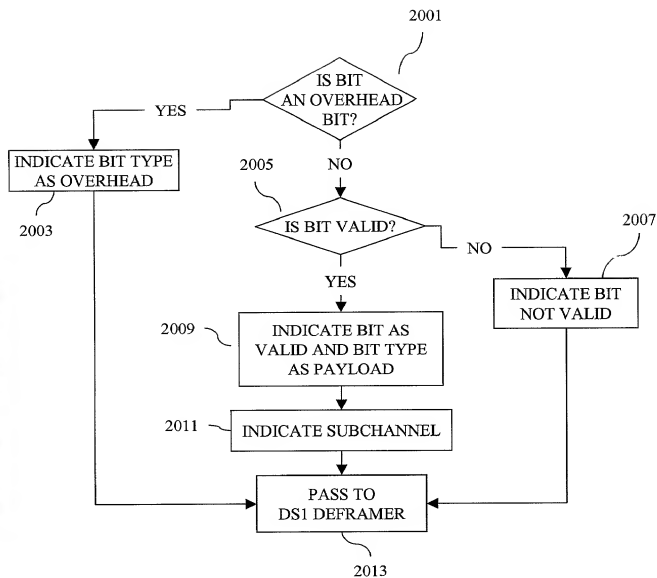 2001
IS BIT
AN OVERHEAD
BIT?
YES
NO
INDICATE BIT TYPE
AS OVERHEAD
2003
2005
IS BIT VALID?
NO
2007
YES
INDICATE BIT
NOT VALID
2009
INDICATE BIT AS
VALID AND BIT TYPE
AS PAYLOAD
2011
INDICATE SUBCHANNEL
PASS TO
DS1 DEFRAMER
2013